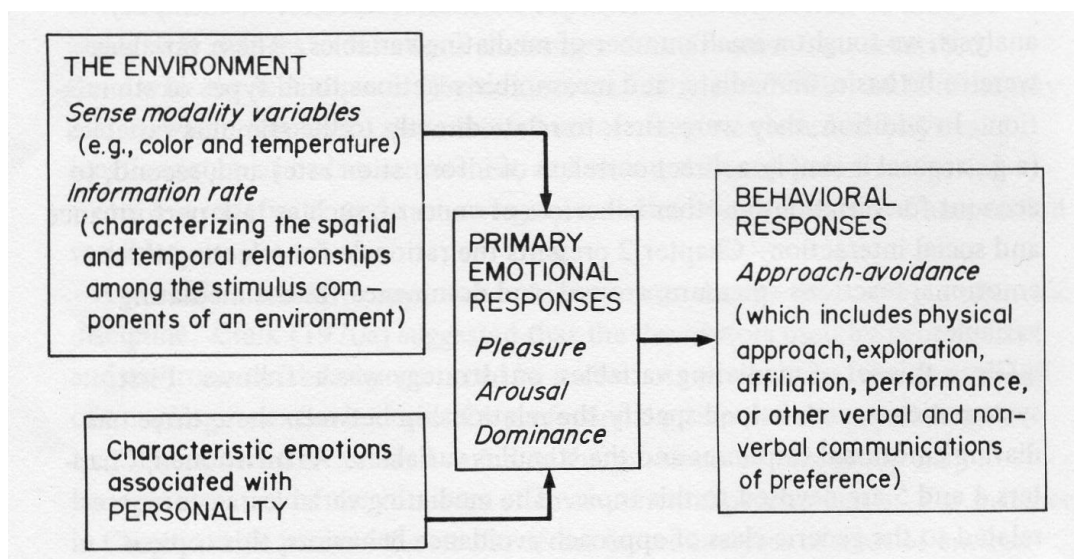 THE ENVIRONMENT
Sense modality variables
(e.g., color and temperature)
Information rate
(characterizing the spatial
and temporal relationships
among the stimulus com-
ponents of an environment)
Characteristic emotions
associated with
PERSONALITY
PRIMARY
EMOTIONAL
RESPONSES
Pleasure
Arousal
Dominance
BEHAVIORAL
RESPONSES
Approach-avoidance
(which includes physical
approach, exploration,
affiliation, performance,
or other verbal and non-
verbal communications
of preference)